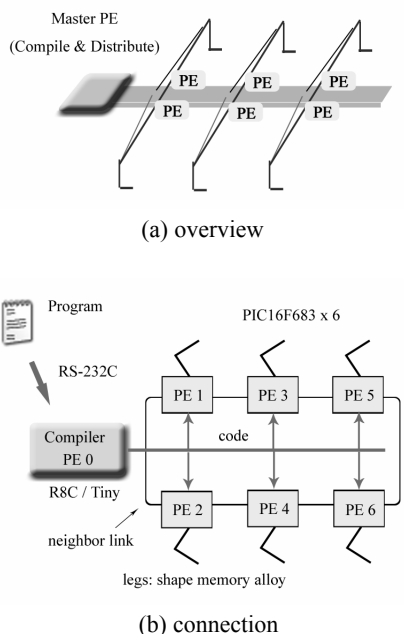 Master PE
(Compile & Distribute)
PE PE PE
PE PE PE
(a) overview
Program
PIC16F683 x 6
RS-232C
PE 1 PE 3 PE 5
Compiler
PE 0
code
R8C / Tiny
PE 2 PE 4 PE 6
neighbor link
legs: shape memory alloy
(b) connection